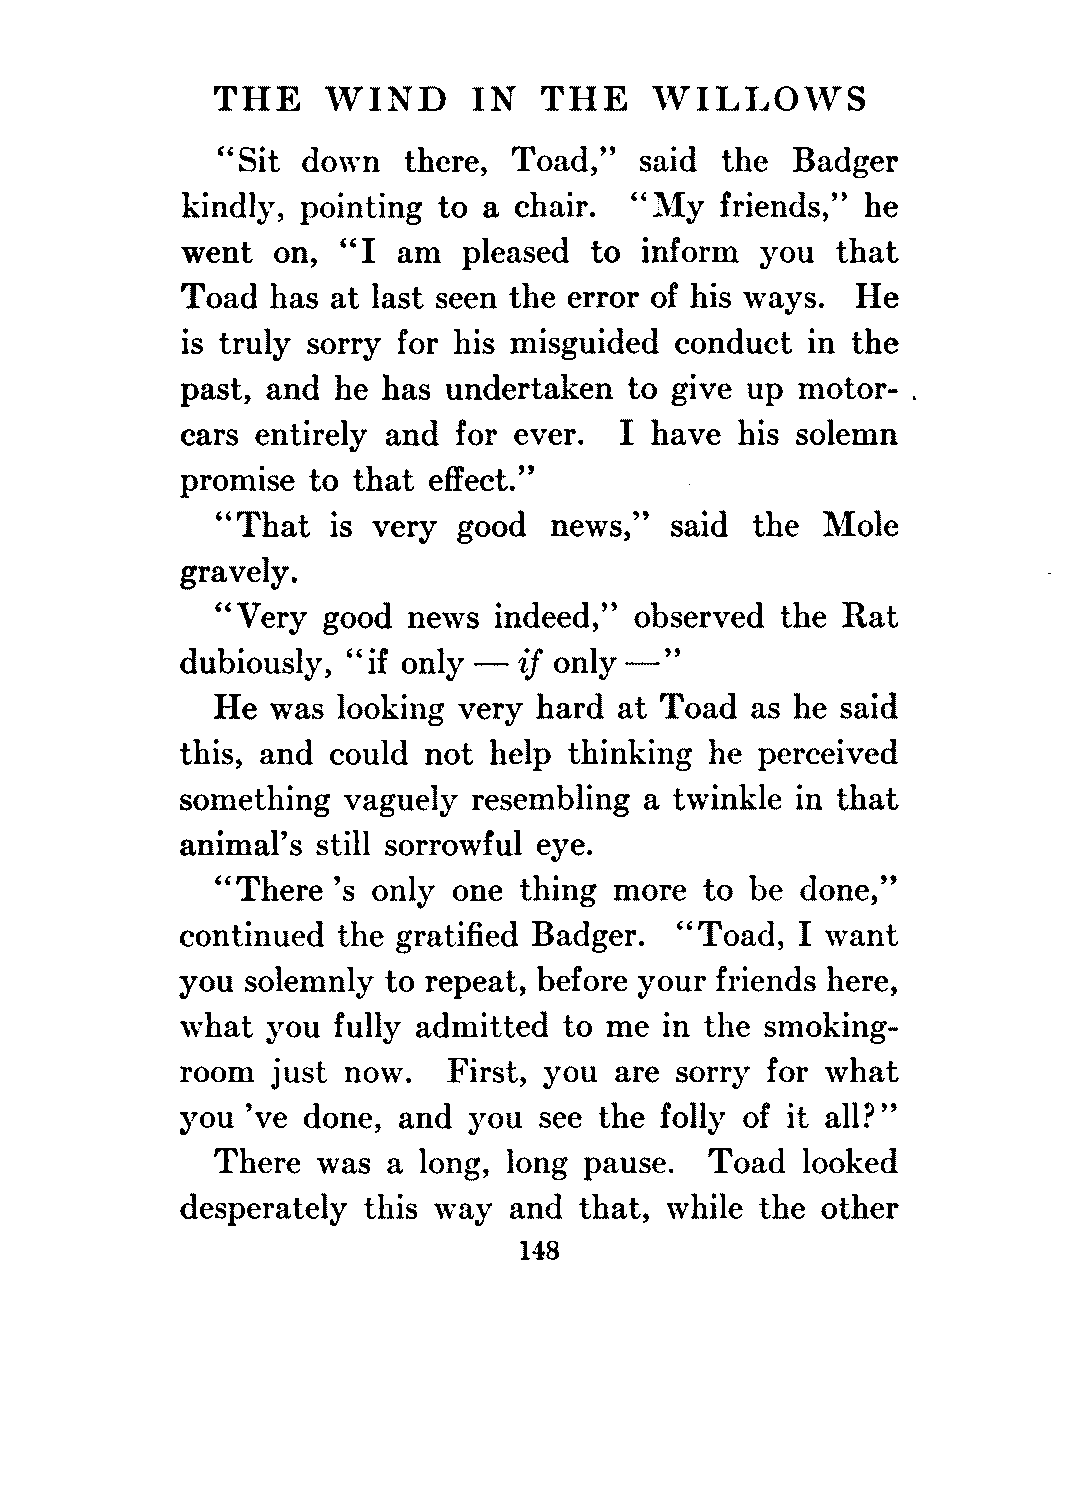 THE WIND IN THE WILLOWS
"Sit down there, Toad," said the Badger
kindly, pointing to a chair. "My friends," he
went on, "I am pleased to inform you that
Toad has at last seen the error of his ways. He
is truly sorry for his misguided conduct in the
past, and he has undertaken to give up motor-
cars entirely and for ever. I have his solemn
promise to that effect."
"That is very good news," said the Mole
gravely.
"Very good news indeed," observed the Rat
dubiously, "if only — if only —"
He was looking very hard at Toad as he said
this, and could not help thinking he perceived
something vaguely resembling a twinkle in that
animal's still sorrowful eye.
"There 's only one thing more to be done,"
continued the gratified Badger. "Toad, I want
you solemnly to repeat, before your friends here,
what you fully admitted to me in the smoking-
room just now. First, you are sorry for what
you 've done, and you see the folly of it all?"
There was a long, long pause. Toad looked
desperately this way and that, while the other
148